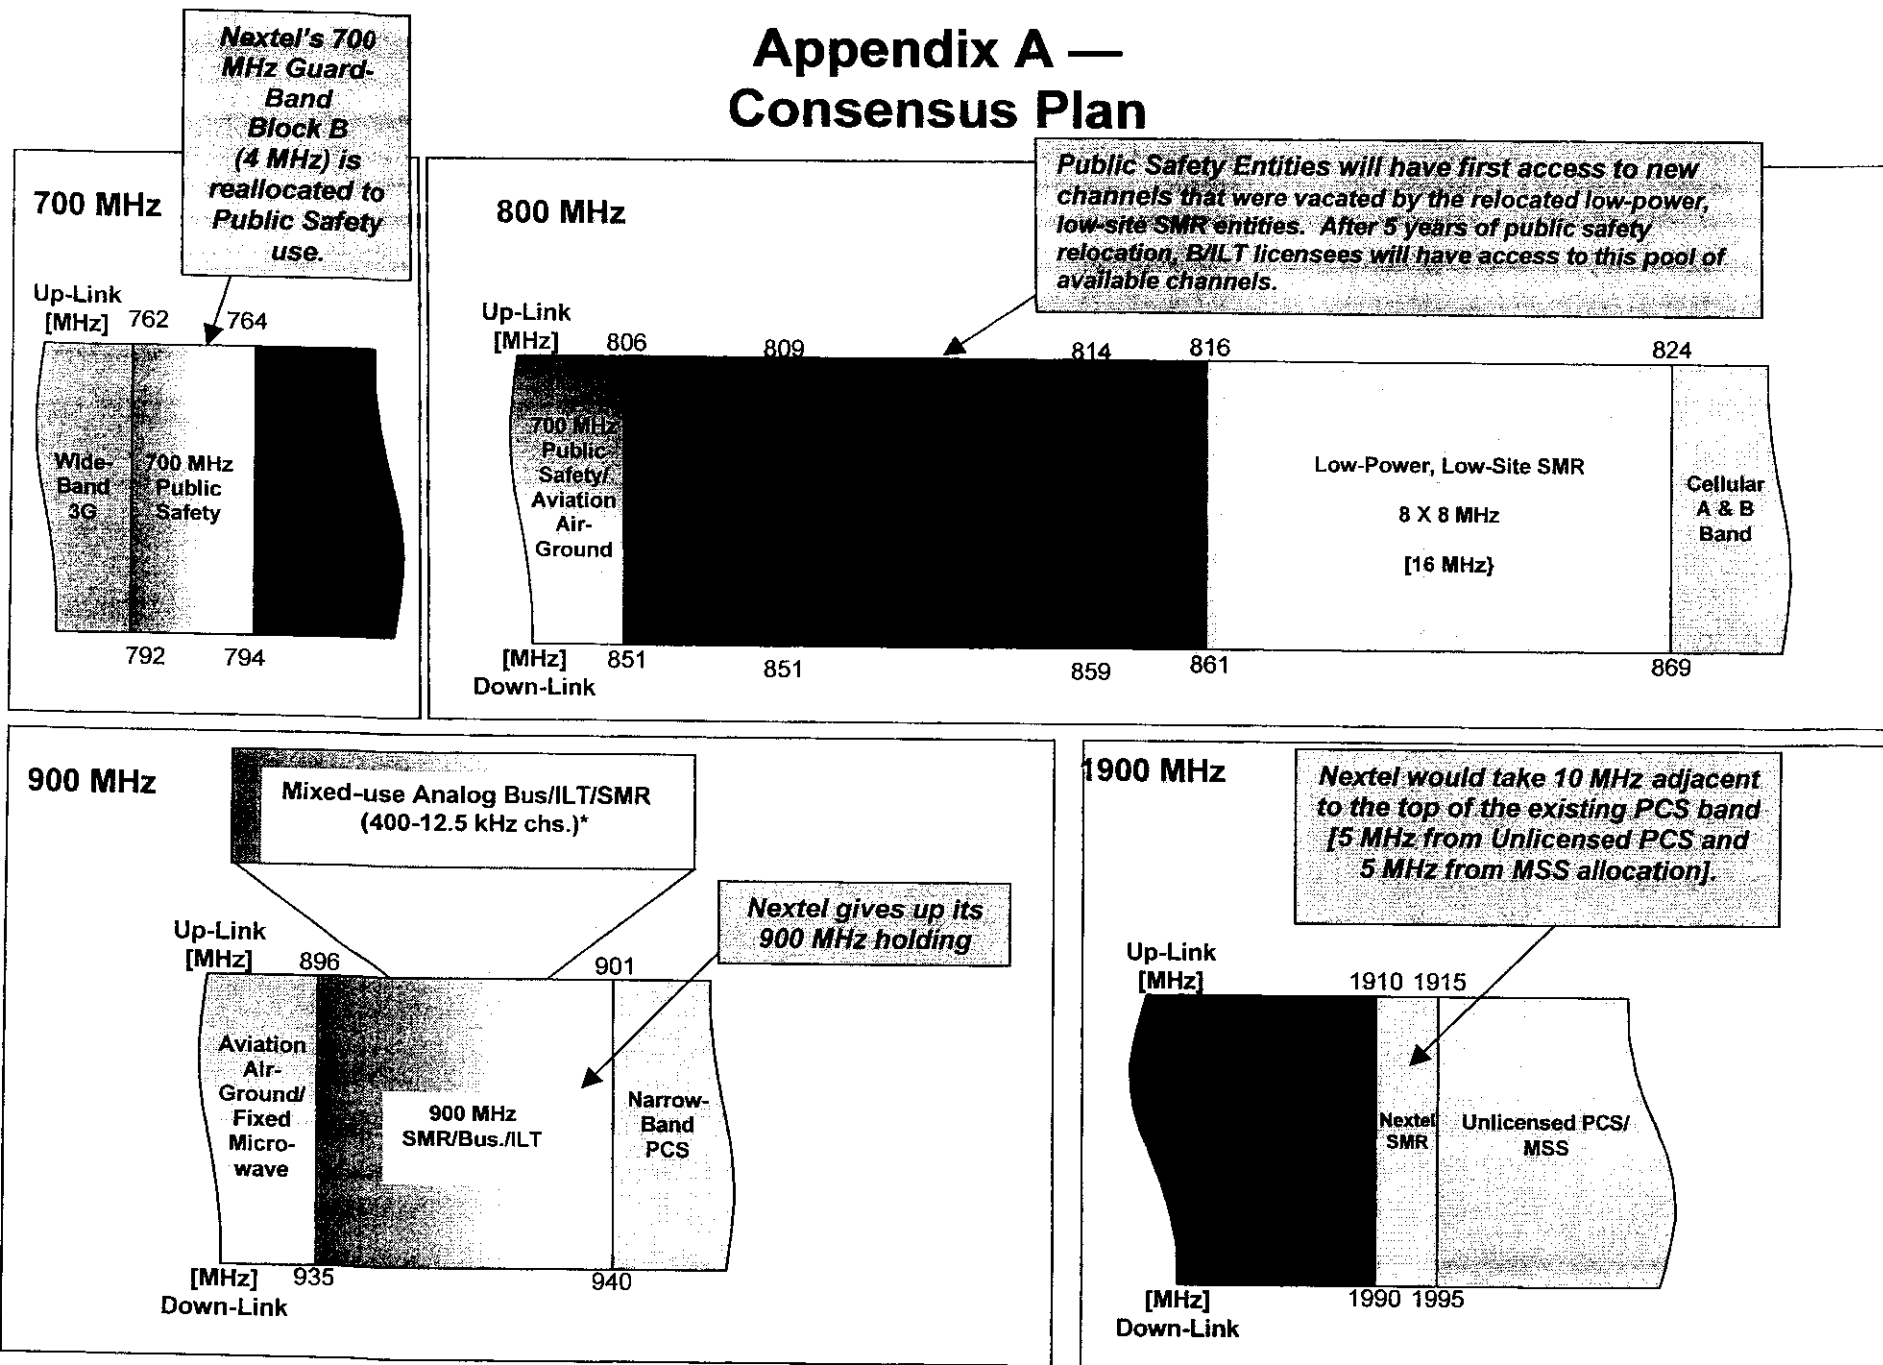 Appendix A —
Consensus Plan
Nextel's 700
MHz Guard-
Band
Block B
(4 MHz) is
reallocated to
Public Safety
use.
700 MHz
Up-Link
[MHz] 762 764
Wide-
Band
3G
700 MHz
Public
Safety
792 794
800 MHz
Public Safety Entities will have first access to new
channels that were vacated by the relocated low-power,
low-site SMR entities. After 5 years of public safety
relocation, B/ILT licensees will have access to this pool of
available channels.
Up-Link
[MHz] 806 809 814 816 824
700 MHz
Public
Safety/
Aviation
Air-
Ground
Low-Power, Low-Site SMR
8 X 8 MHz
[16 MHz}
Cellular
A & B
Band
[MHz] 851 851 859 861 869
Down-Link
900 MHz
Mixed-use Analog Bus/ILT/SMR
(400-12.5 kHz chs.)*
Nextel gives up its
900 MHz holding
Up-Link
[MHz] 896 901
Aviation
Air-
Ground/
Fixed
Micro-
wave
900 MHz
SMR/Bus./ILT
Narrow-
Band
PCS
[MHz] 935 940
Down-Link
1900 MHz
Nextel would take 10 MHz adjacent
to the top of the existing PCS band
[5 MHz from Unlicensed PCS and
5 MHz from MSS allocation].
Up-Link
[MHz] 1910 1915
Nextel
SMR
Unlicensed PCS/
MSS
[MHz] 1990 1995
Down-Link